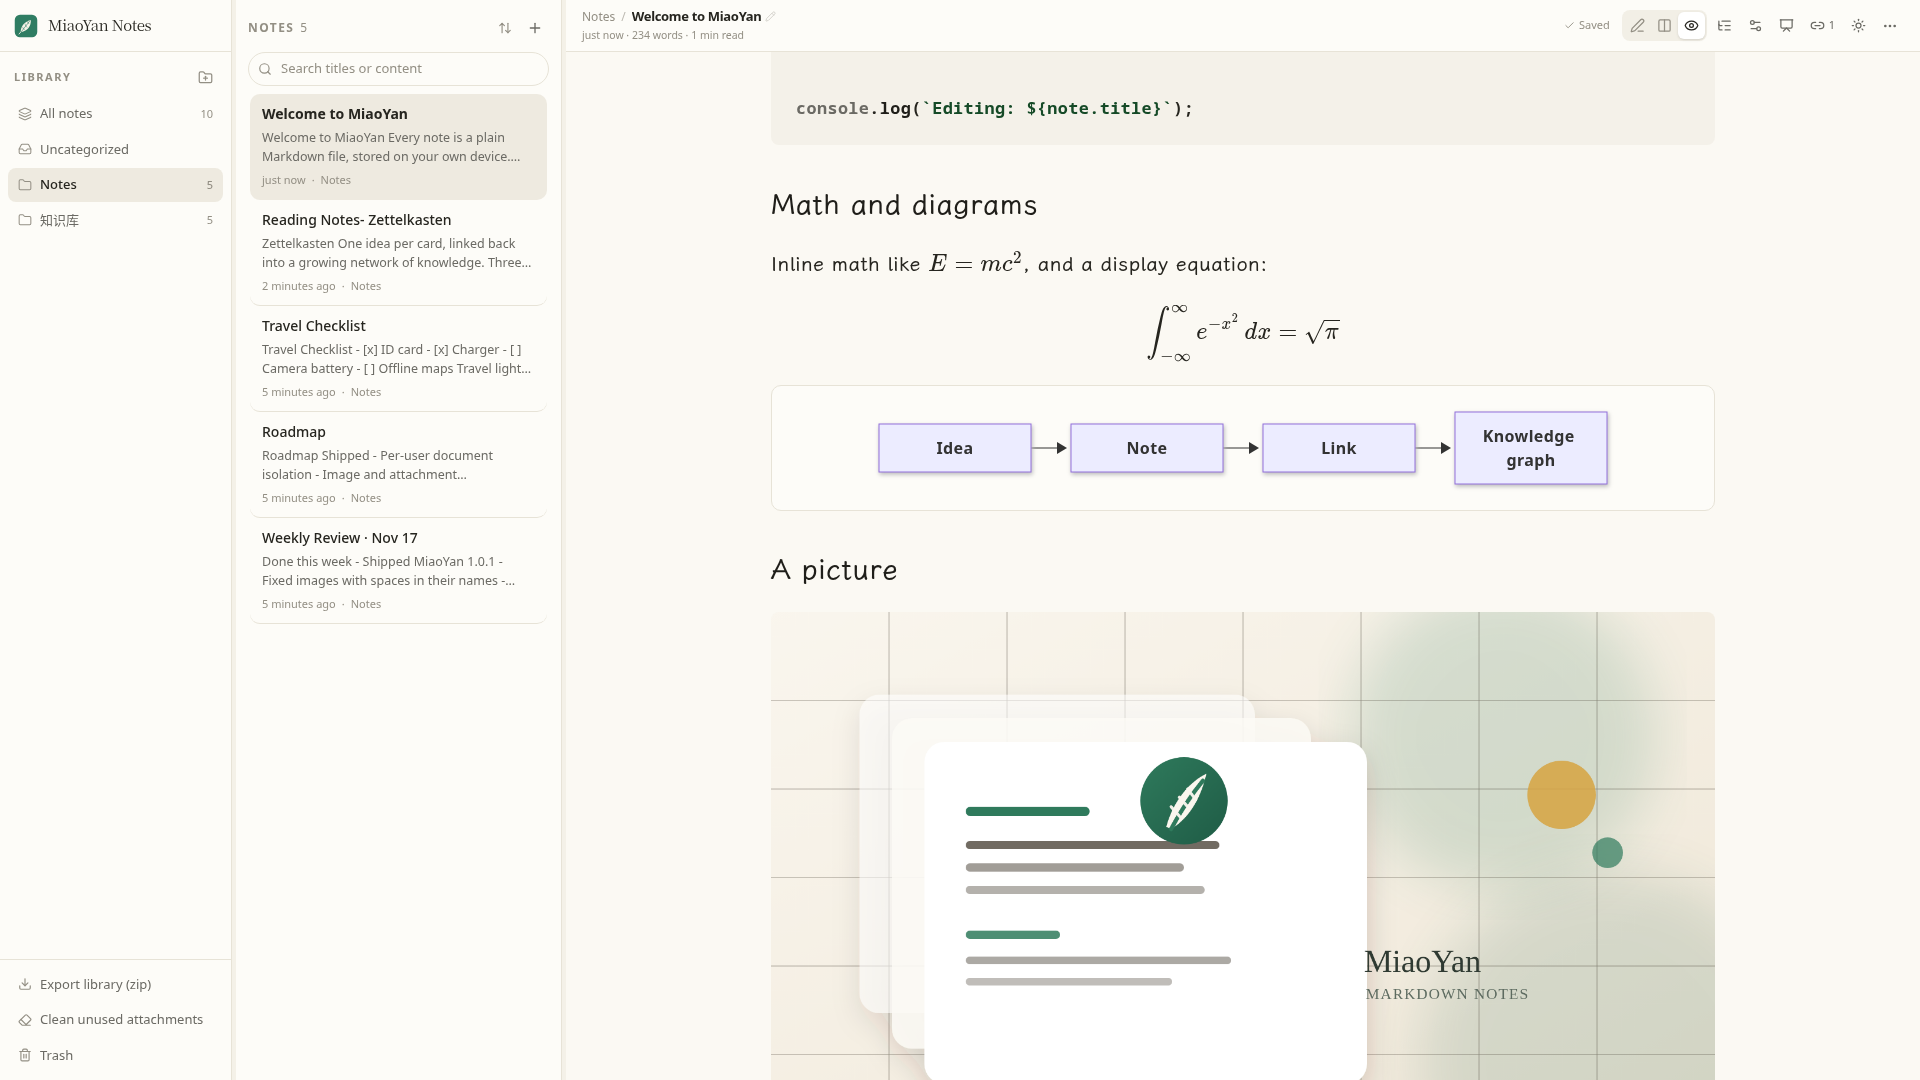 MiaoYan Notes
LIBRARY
All notes 10
Uncategorized
Notes 5
知识库 5
Export library (zip)
Clean unused attachments
Trash
NOTES 5
Search titles or content
Welcome to MiaoYan
Welcome to MiaoYan Every note is a plain
Markdown file, stored on your own device....
just now · Notes
Reading Notes- Zettelkasten
Zettelkasten One idea per card, linked back
into a growing network of knowledge. Three...
2 minutes ago · Notes
Travel Checklist
Travel Checklist - [x] ID card - [x] Charger - [ ]
Camera battery - [ ] Offline maps Travel light...
5 minutes ago · Notes
Roadmap
Roadmap Shipped - Per-user document
isolation - Image and attachment...
5 minutes ago · Notes
Weekly Review · Nov 17
Done this week - Shipped MiaoYan 1.0.1 -
Fixed images with spaces in their names -...
5 minutes ago · Notes
Notes / Welcome to MiaoYan
just now · 234 words · 1 min read
Saved
1
console.log(`Editing: ${note.title}`);
Math and diagrams
Inline math like E = mc², and a display equation:
∫_{−∞}^{∞} e^{−x²} dx = √π
Idea
Note
Link
Knowledge
graph
A picture
MiaoYan
MARKDOWN NOTES